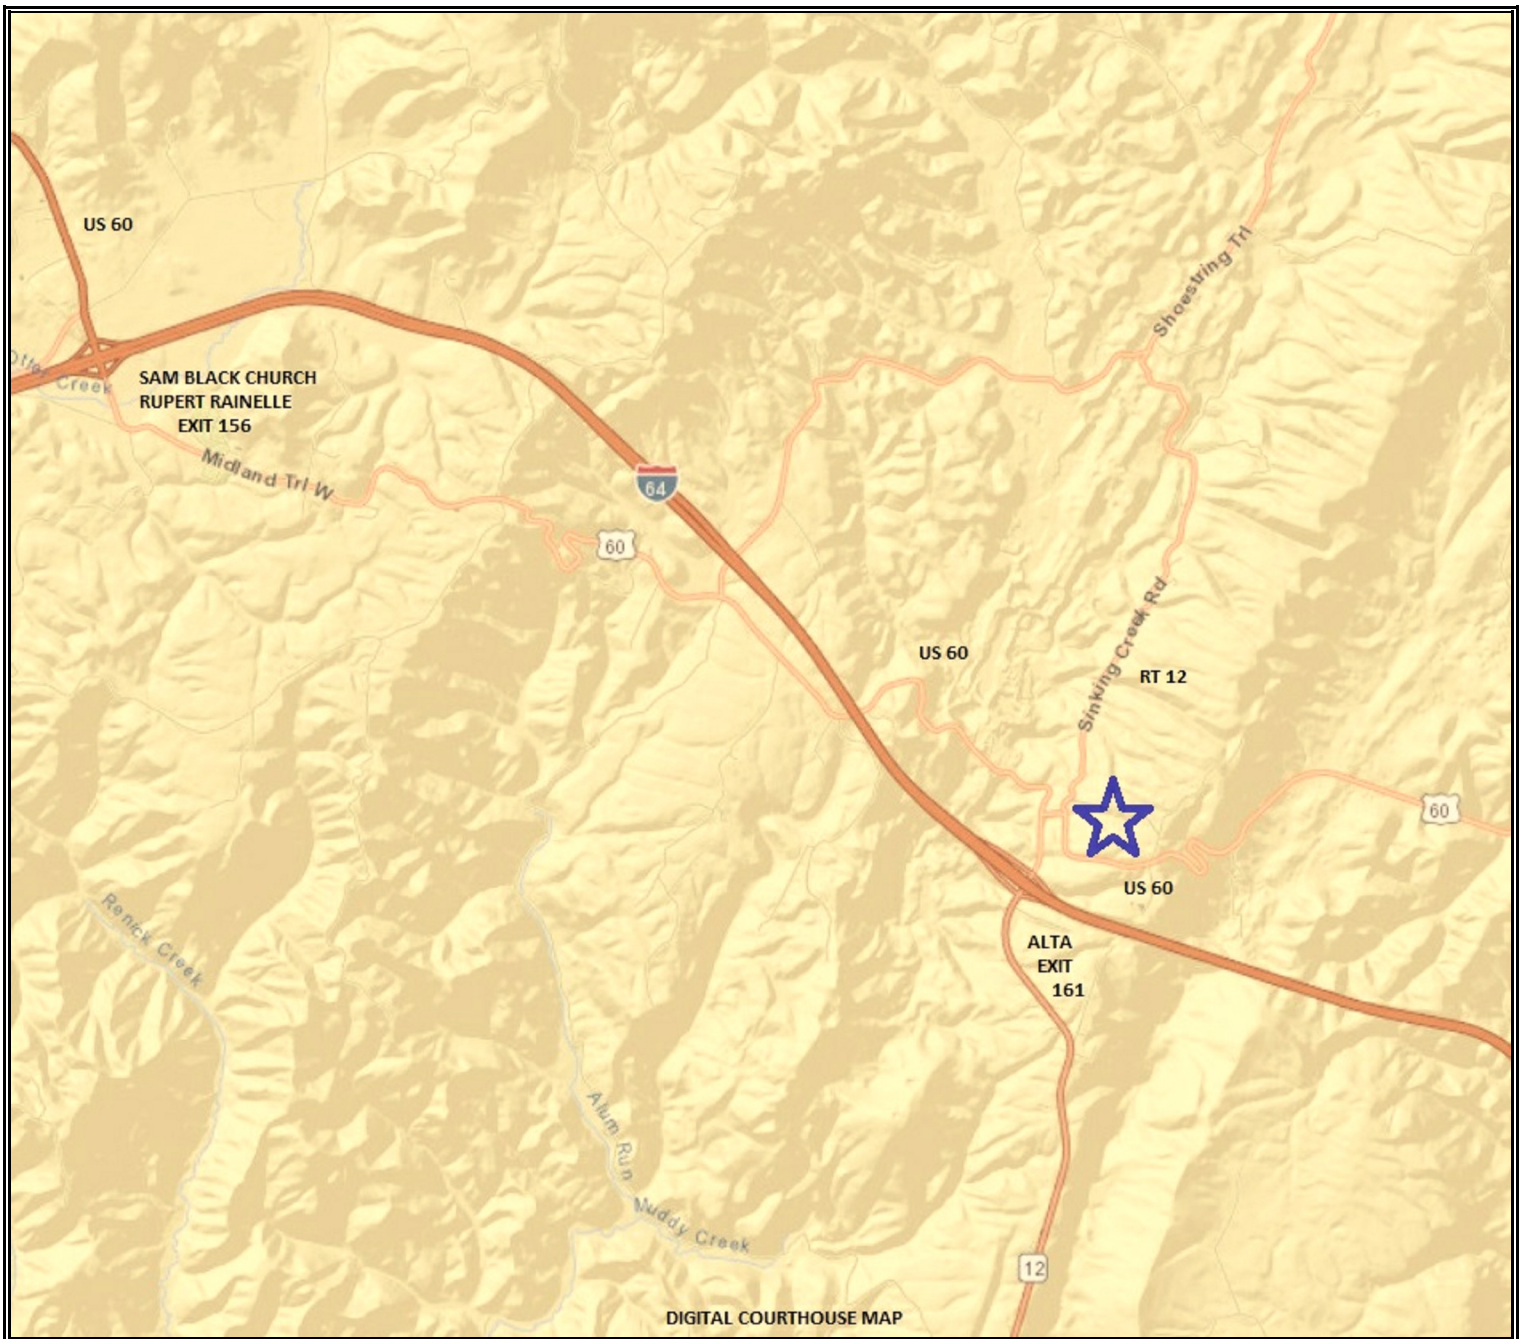 US 60
Otter Creek
SAM BLACK CHURCH
RUPERT RAINELLE
EXIT 156
Midland Trl W
64
60
Shoestring Trl
Sinking Creek Rd
US 60
RT 12
60
US 60
ALTA
EXIT
161
Renick Creek
Alum Run
Muddy Creek
12
DIGITAL COURTHOUSE MAP